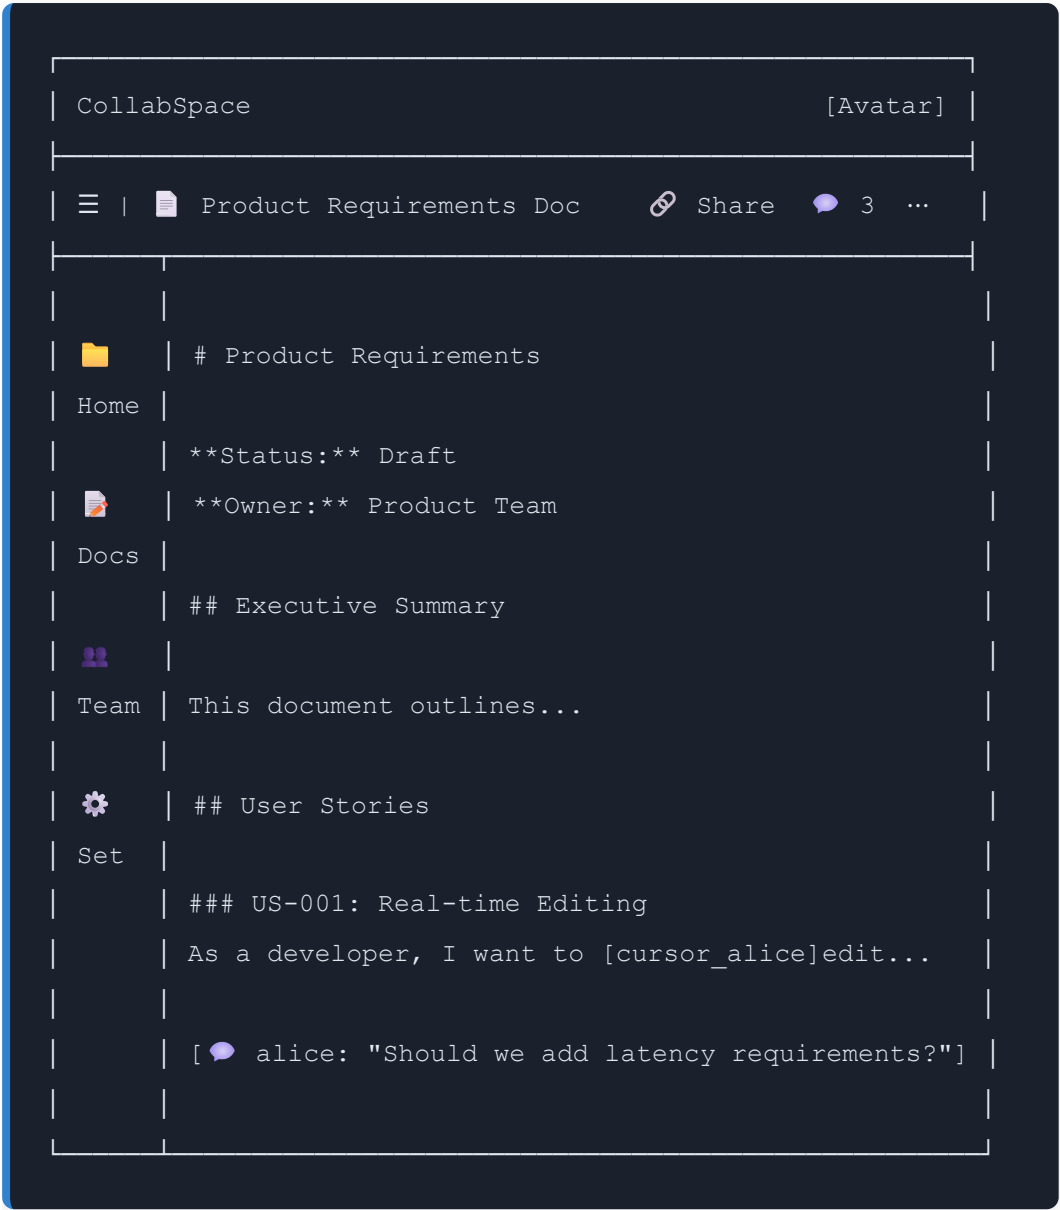 CollabSpace [Avatar]
☰ | 📄 Product Requirements Doc 🔗 Share 💬 3 ⋯
📁 # Product Requirements
Home
**Status:** Draft
📝 **Owner:** Product Team
Docs
## Executive Summary
👥
Team This document outlines...
⚙️ ## User Stories
Set
### US-001: Real-time Editing
As a developer, I want to [cursor_alice]edit...
[💬 alice: "Should we add latency requirements?"]